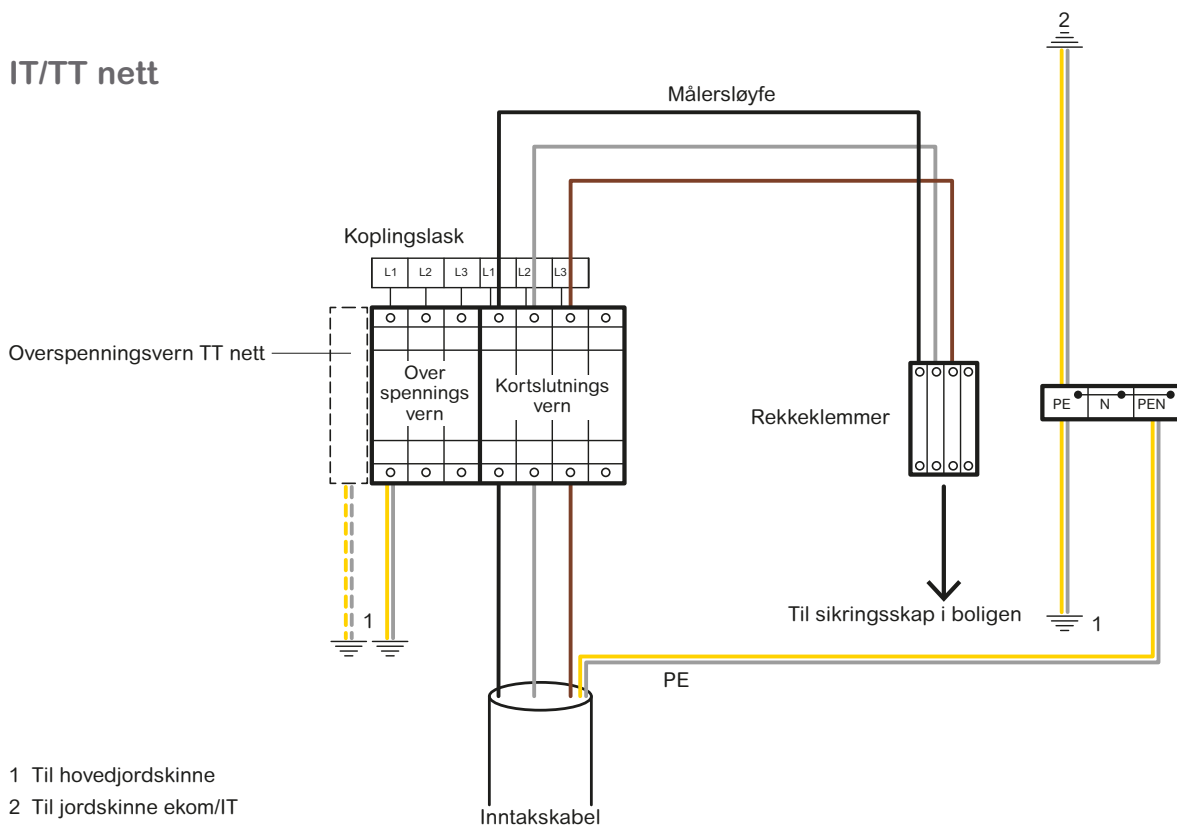 2
IT/TT nett
Målersløyfe
Koplingslask
L1 L2 L3 L1 L2 L3
Overspenningsvern TT nett
Over
spennings
vern
Kortslutnings
vern
Rekkeklemmer
PE N PEN
1
Til sikringsskap i boligen
1
PE
1 Til hovedjordskinne
2 Til jordskinne ekom/IT
Inntakskabel